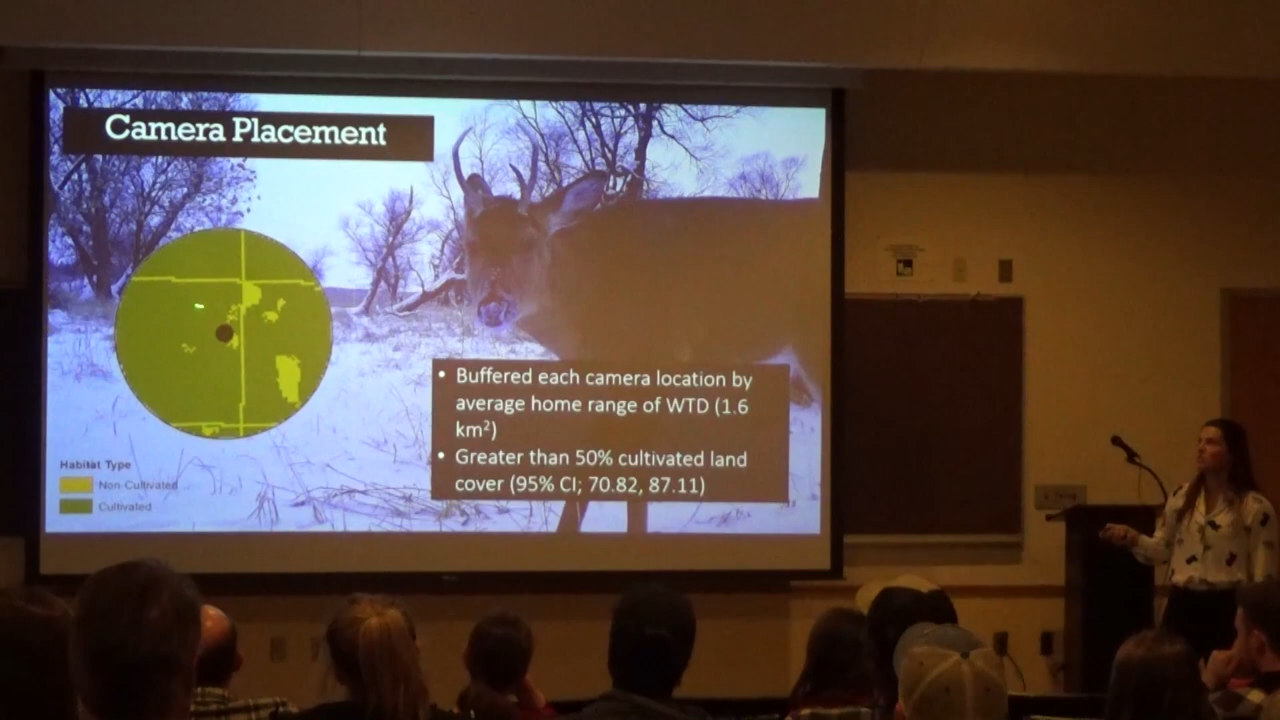 Camera Placement
• Buffered each camera location by
average home range of WTD (1.6
km²)
• Greater than 50% cultivated land
cover (95% CI; 70.82, 87.11)
Habitat Type
Non-Cultivated
Cultivated